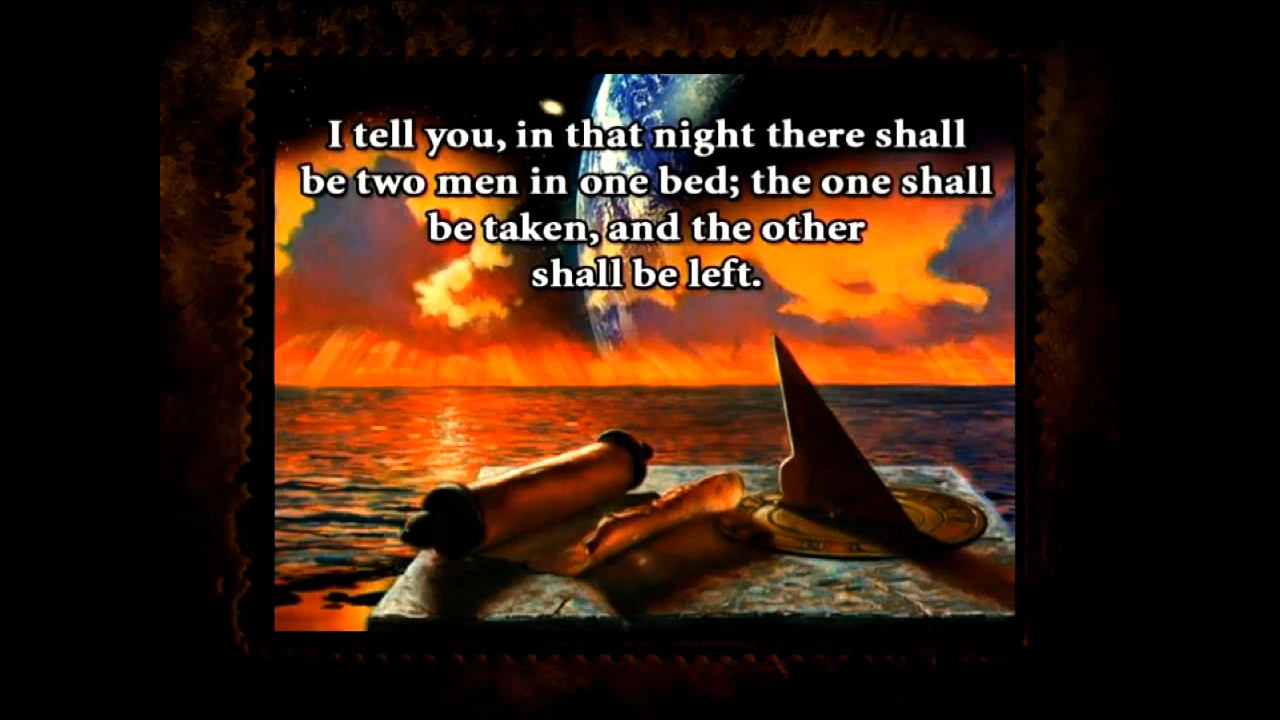 I tell you, in that night there shall
be two men in one bed; the one shall
be taken, and the other
shall be left.